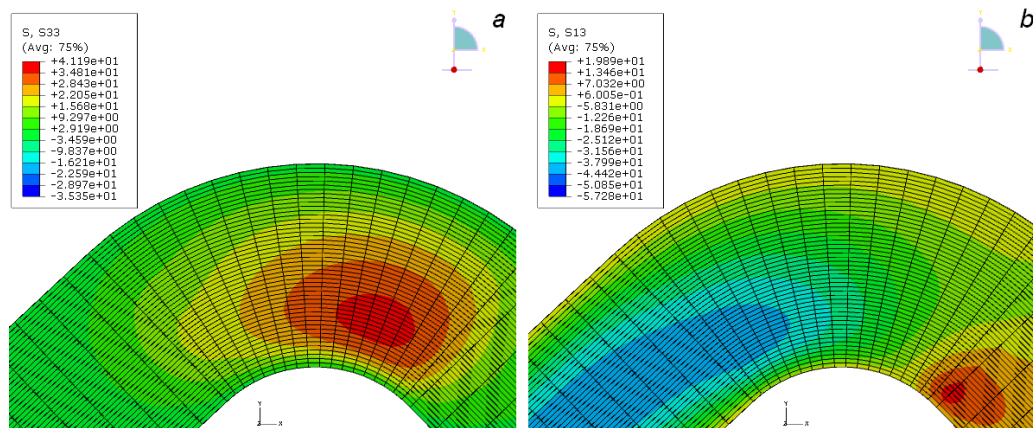 a
S, S33
(Avg: 75%)
+4.119e+01
+3.481e+01
+2.843e+01
+2.205e+01
+1.568e+01
+9.297e+00
+2.919e+00
-3.459e+00
-9.837e+00
-1.621e+01
-2.259e+01
-2.897e+01
-3.535e+01
Y
Z X
Y
Z X
b
S, S13
(Avg: 75%)
+1.989e+01
+1.346e+01
+7.032e+00
+6.005e-01
-5.831e+00
-1.226e+01
-1.869e+01
-2.512e+01
-3.156e+01
-3.799e+01
-4.442e+01
-5.085e+01
-5.728e+01
Y
Z X
Y
Z X